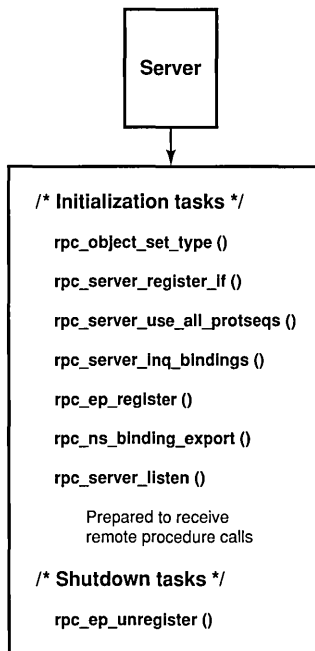 Server
/* Initialization tasks */
rpc_object_set_type ()
rpc_server_register_if ()
rpc_server_use_all_protseqs ()
rpc_server_inq_bindings ()
rpc_ep_register ()
rpc_ns_binding_export ()
rpc_server_listen ()
Prepared to receive
remote procedure calls
/* Shutdown tasks */
rpc_ep_unregister ()